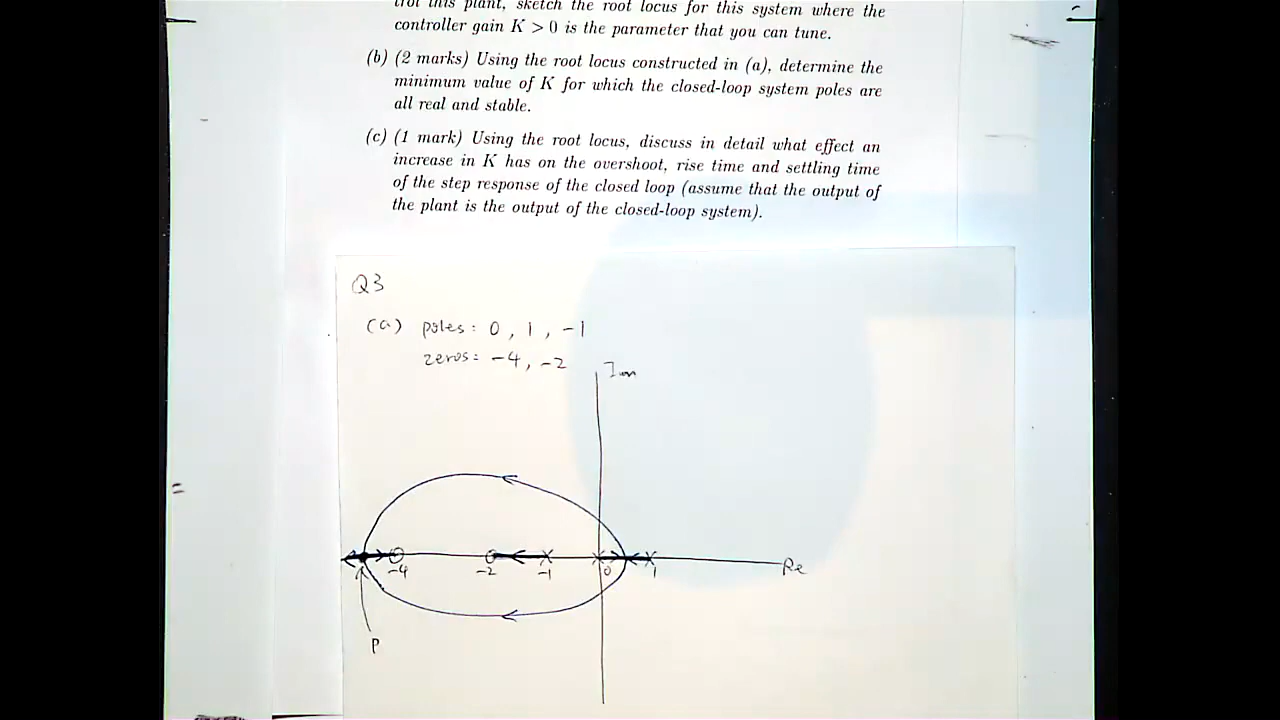 trol this plant, sketch the root locus for this system where the
controller gain K > 0 is the parameter that you can tune.
(b) (2 marks) Using the root locus constructed in (a), determine the
minimum value of K for which the closed-loop system poles are
all real and stable.
(c) (1 mark) Using the root locus, discuss in detail what effect an
increase in K has on the overshoot, rise time and settling time
of the step response of the closed loop (assume that the output of
the plant is the output of the closed-loop system).
Q3
(a) poles: 0, 1, -1
zeros: -4, -2
Im
-4 -2 -1 0 1 Re
P